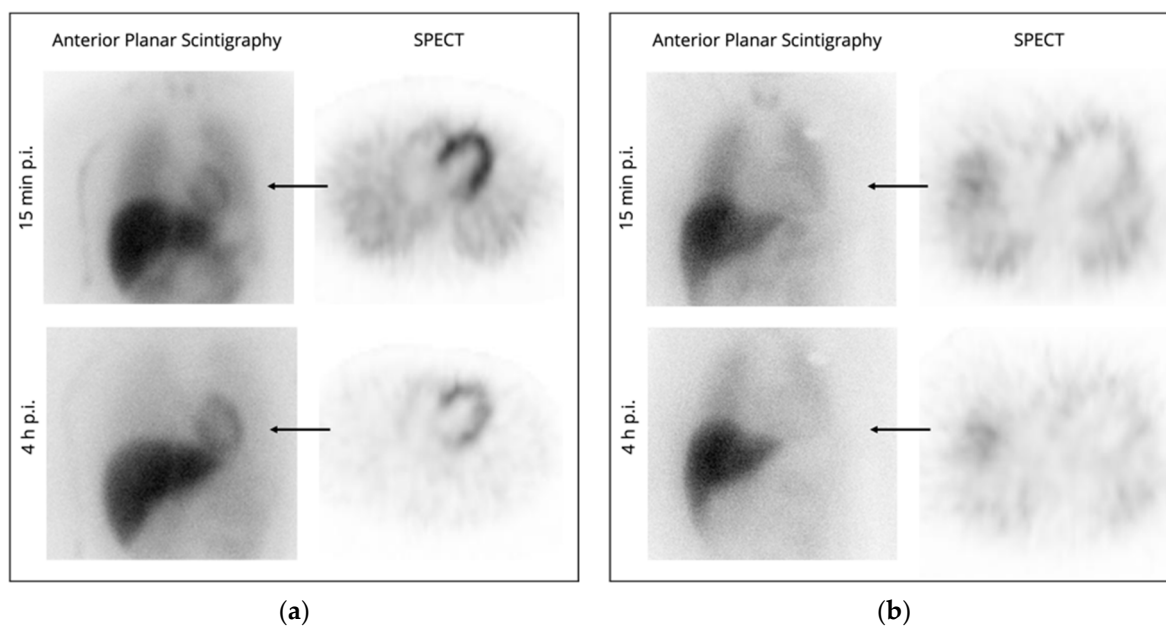 Anterior Planar Scintigraphy SPECT
15 min p.i.
4 h p.i.
(a)
Anterior Planar Scintigraphy SPECT
15 min p.i.
4 h p.i.
(b)